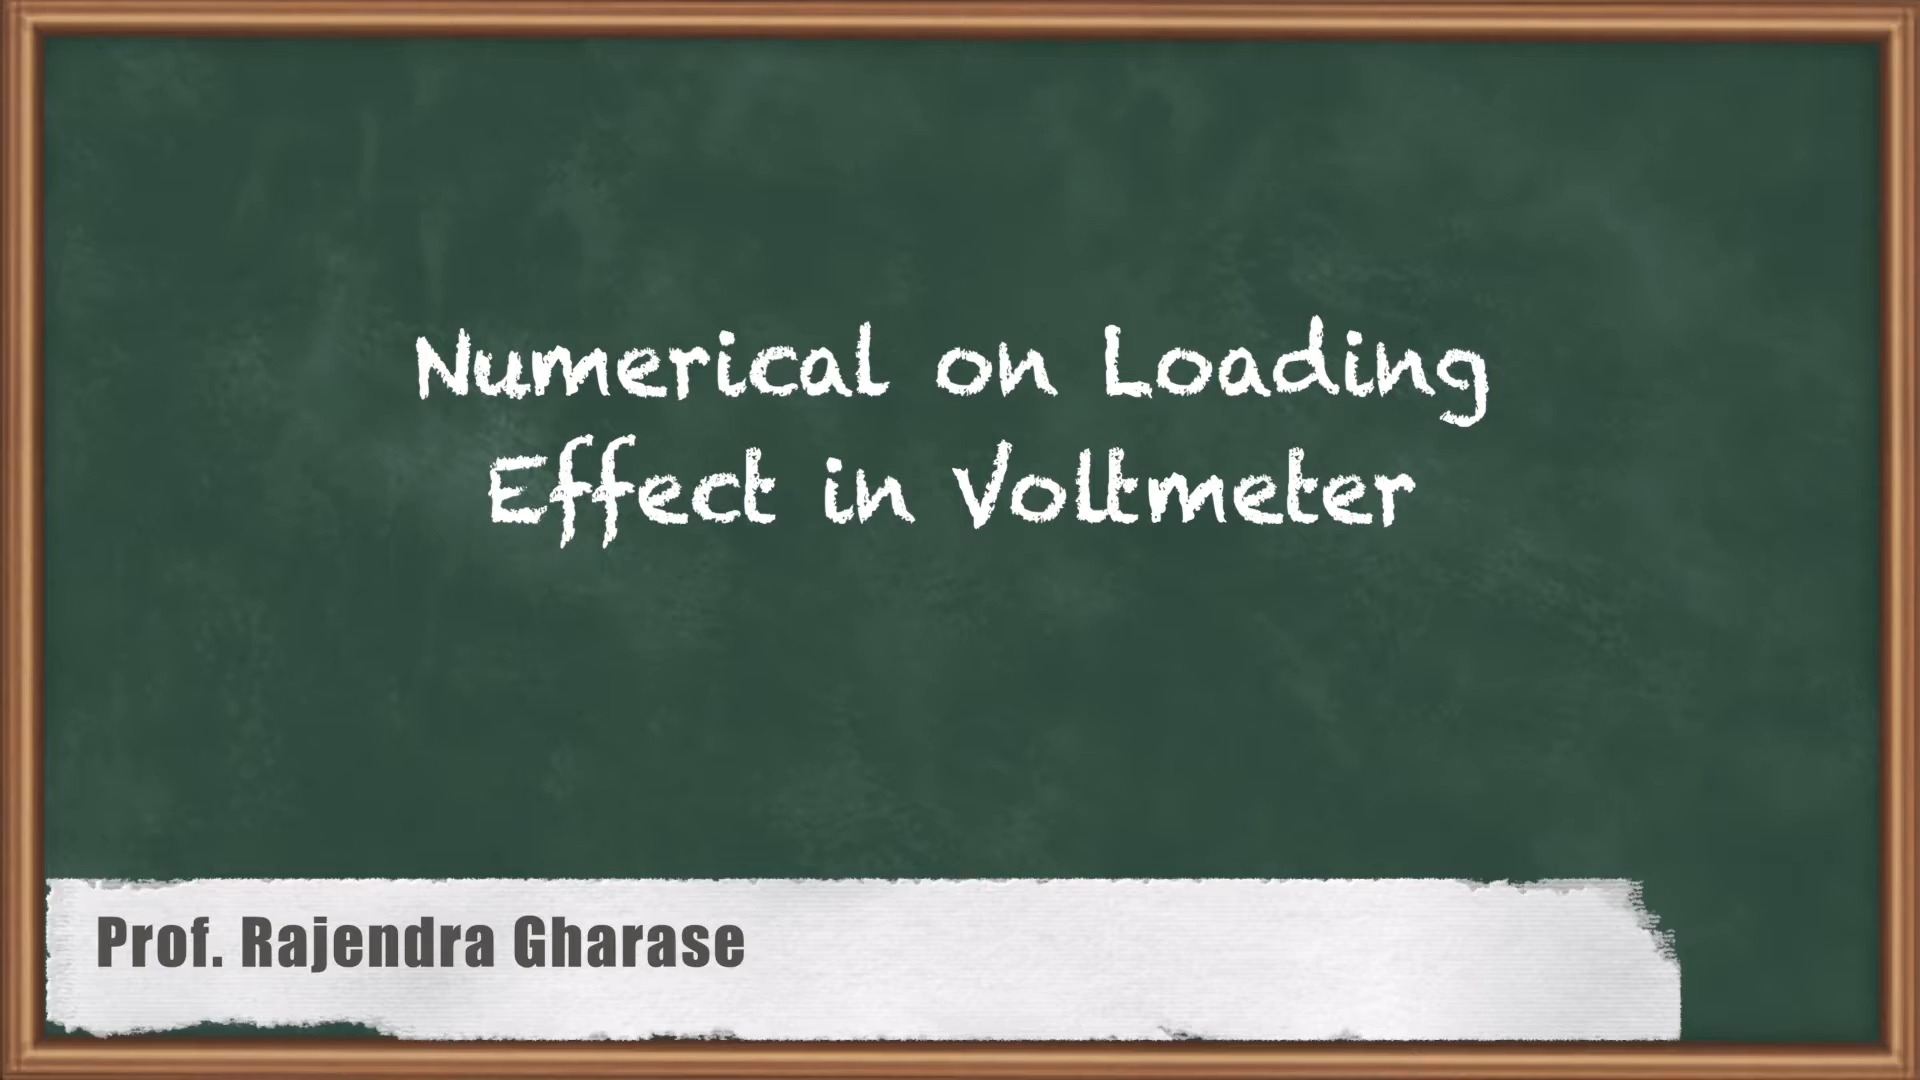 Numerical on Loading
Effect in Voltmeter
Prof. Rajendra Gharase